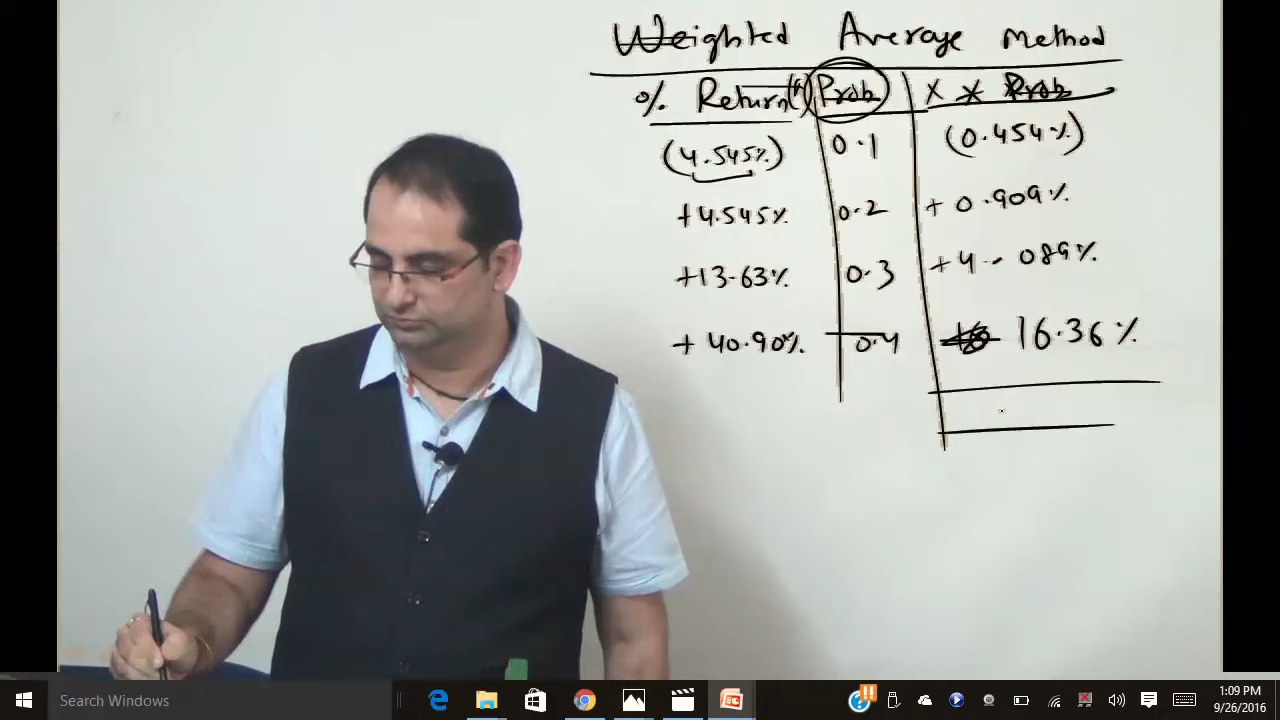 Weighted Average Method
% Return (x) Prob X * Prob
(4.545%) 0.1 (0.454%)
+4.545% 0.2 + 0.909%
+13.63% 0.3 + 4.089%
+ 40.90% 0.4 16.36%
Search Windows
1:09 PM
9/26/2016